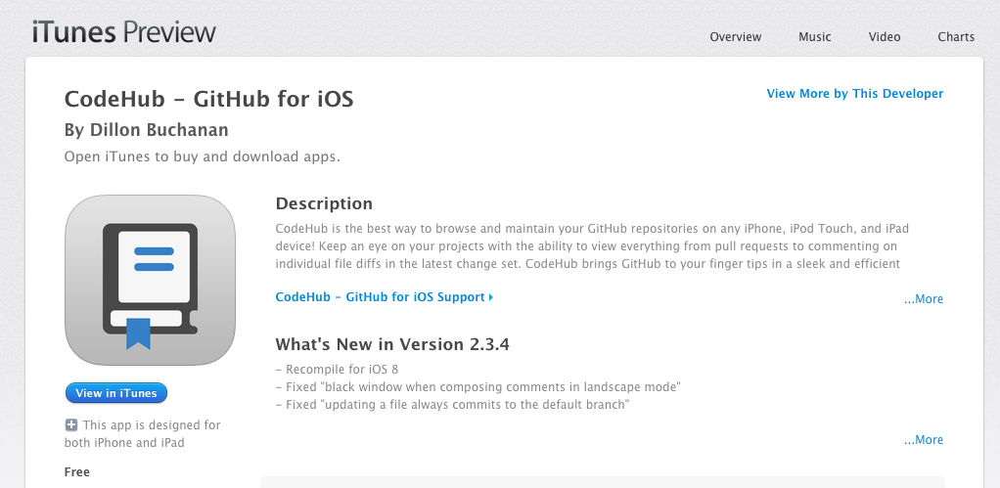 iTunes Preview
Overview Music Video Charts
CodeHub - GitHub for iOS
View More by This Developer
By Dillon Buchanan
Open iTunes to buy and download apps.
Description
CodeHub is the best way to browse and maintain your GitHub repositories on any iPhone, iPod Touch, and iPad
device! Keep an eye on your projects with the ability to view everything from pull requests to commenting on
individual file diffs in the latest change set. CodeHub brings GitHub to your finger tips in a sleek and efficient
CodeHub - GitHub for iOS Support
...More
What's New in Version 2.3.4
- Recompile for iOS 8
- Fixed "black window when composing comments in landscape mode"
- Fixed "updating a file always commits to the default branch"
...More
View in iTunes
This app is designed for
both iPhone and iPad
Free